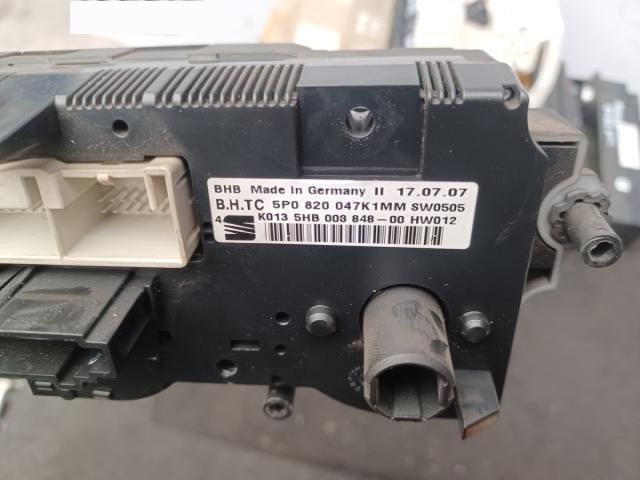 BHB Made in Germany II 17.07.07
B.H.TC 5P0 820 047K1MM SW0505
4 K013 5HB 008 848-00 HW012